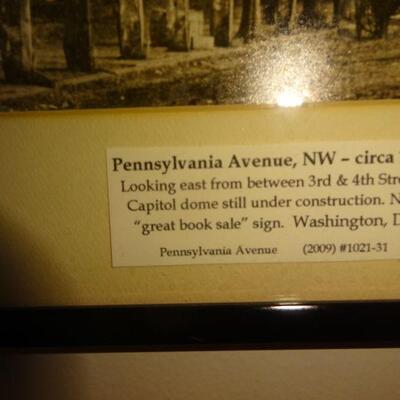 Pennsylvania Avenue, NW – circa
Looking east from between 3rd & 4th Stre
Capitol dome still under construction. N
“great book sale” sign. Washington, D
Pennsylvania Avenue (2009) #1021-31